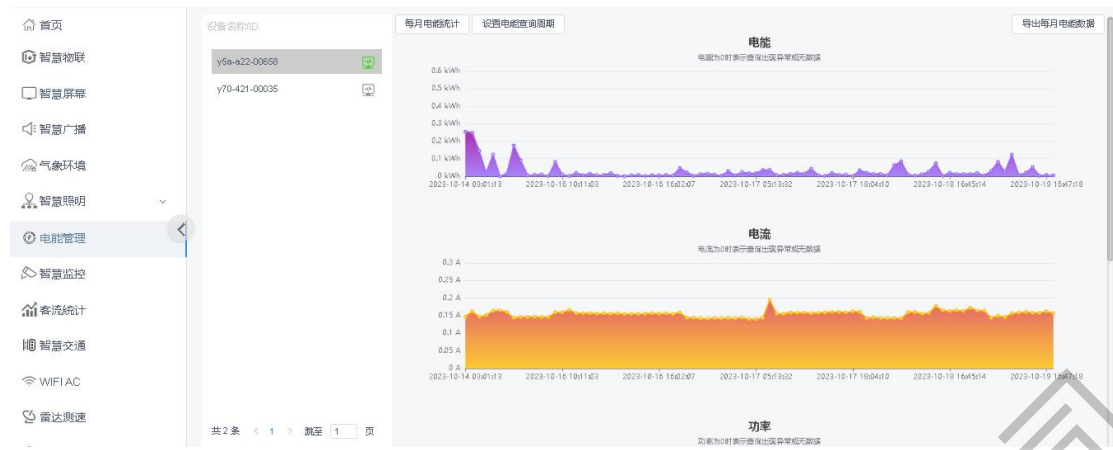 首页
智慧物联
智慧屏幕
智慧广播
气象环境
智慧照明
电能管理
智慧监控
客流统计
智慧交通
WIFI AC
雷达测速
设备名称/ID
y5a-a22-00658
y70-421-00035
共 2 条 < 1 > 跳至 1 页
每月电能统计 设置电能查询周期 导出每月电能数据
电能
电能为0时表示查询出现异常或无数据
0.6 kWh
0.5 kWh
0.4 kWh
0.3 kWh
0.2 kWh
0.1 kWh
0 kWh
2023-10-14 03:01:13 2023-10-16 10:11:03 2023-10-16 16:02:07 2023-10-17 05:13:32 2023-10-17 18:04:10 2023-10-18 16:45:14 2023-10-19 16:47:18
电流
电流为0时表示查询出现异常或无数据
0.3 A
0.25 A
0.2 A
0.15 A
0.1 A
0.05 A
0 A
2023-10-14 03:01:13 2023-10-16 10:11:03 2023-10-16 16:02:07 2023-10-17 05:13:32 2023-10-17 18:04:10 2023-10-18 16:45:14 2023-10-19 16:47:18
功率
功率为0时表示查询出现异常或无数据